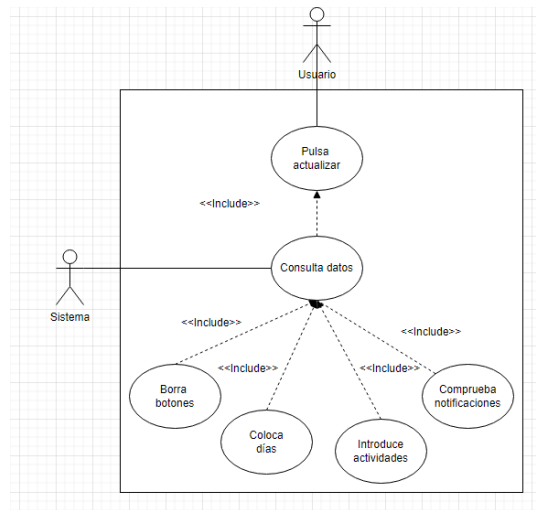 Usuario
Pulsa
actualizar
<<Include>>
Consulta datos
Sistema
<<Include>>
<<Include>>
<<Include>>
<<Include>>
Borra
botones
Coloca
días
Introduce
actividades
Comprueba
notificaciones